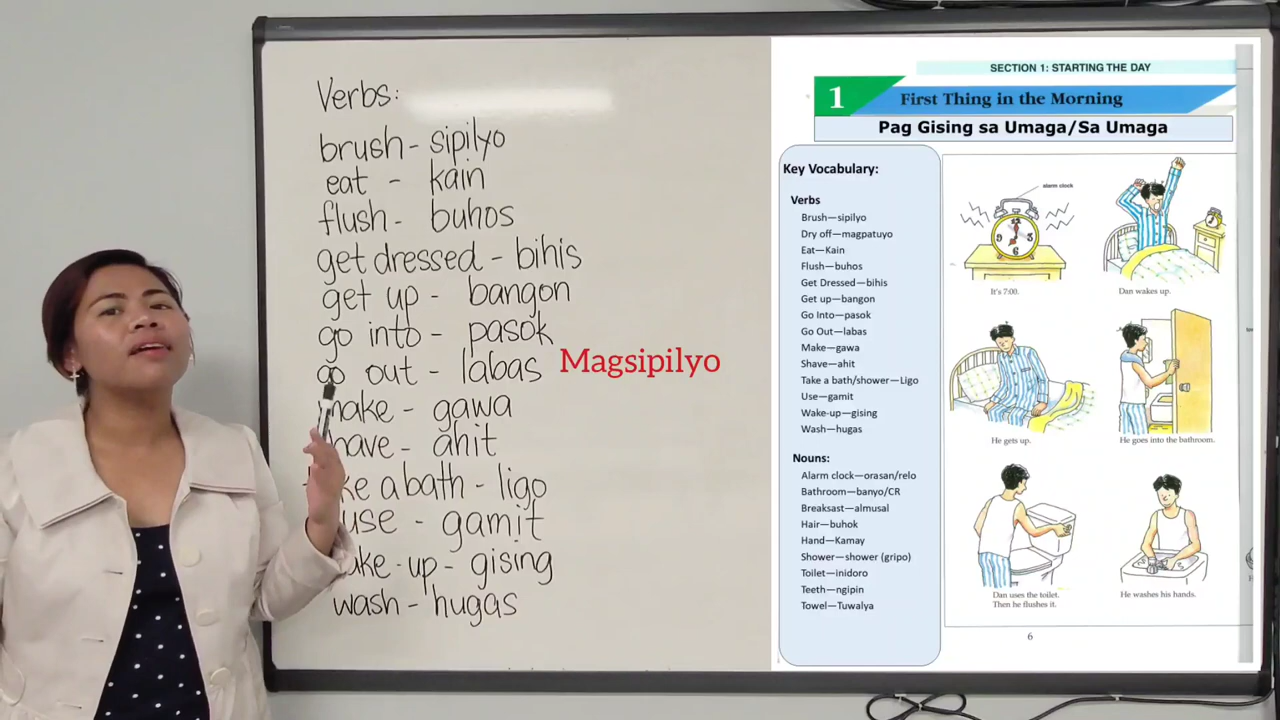 Verbs:
brush - sipilyo
eat - kain
flush - buhos
get dressed - bihis
get up - bangon
go into - pasok
go out - labas
make - gawa
have - ahit
ke a bath - ligo
use - gamit
ake-up - gising
wash - hugas
Magsipilyo
SECTION 1: STARTING THE DAY
1
First Thing in the Morning
Pag Gising sa Umaga/Sa Umaga
Key Vocabulary:
Verbs
Brush—sipilyo
Dry off—magpatuyo
Eat—Kain
Flush—buhos
Get Dressed—bihis
Get up—bangon
Go Into—pasok
Go Out—labas
Make—gawa
Shave—ahit
Take a bath/shower—Ligo
Use—gamit
Wake-up—gising
Wash—hugas
Nouns:
Alarm clock—orasan/relo
Bathroom—banyo/CR
Breaksast—almusal
Hair—buhok
Hand—Kamay
Shower—shower (gripo)
Toilet—inidoro
Teeth—ngipin
Towel—Tuwalya
alarm clock
It's 7:00.
Dan wakes up.
He gets up.
He goes into the bathroom.
Dan uses the toilet.
Then he flushes it.
He washes his hands.
6